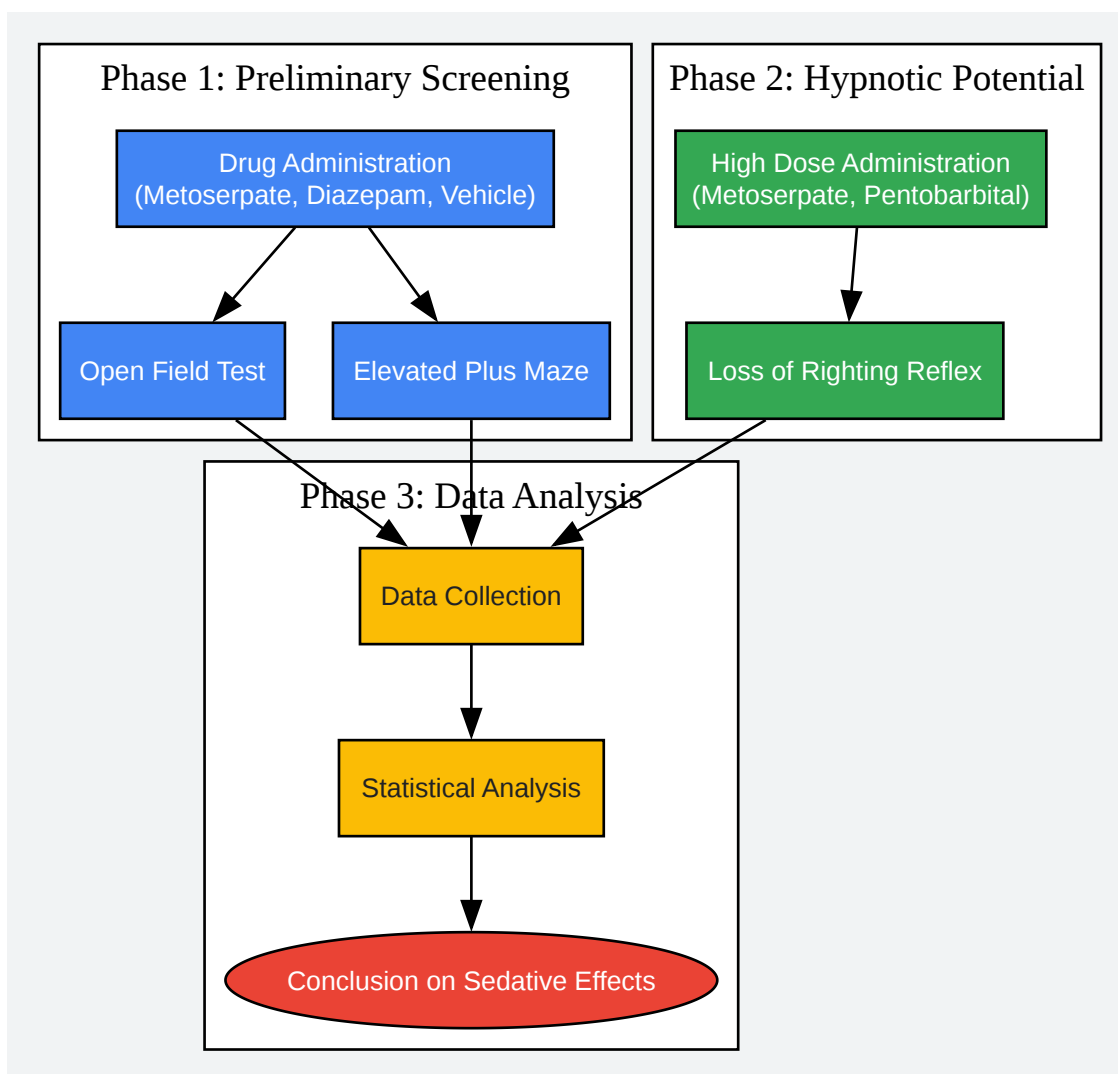 Phase 1: Preliminary Screening
Drug Administration
(Metoserpate, Diazepam, Vehicle)
Open Field Test
Elevated Plus Maze
Phase 2: Hypnotic Potential
High Dose Administration
(Metoserpate, Pentobarbital)
Loss of Righting Reflex
Phase 3: Data Analysis
Data Collection
Statistical Analysis
Conclusion on Sedative Effects